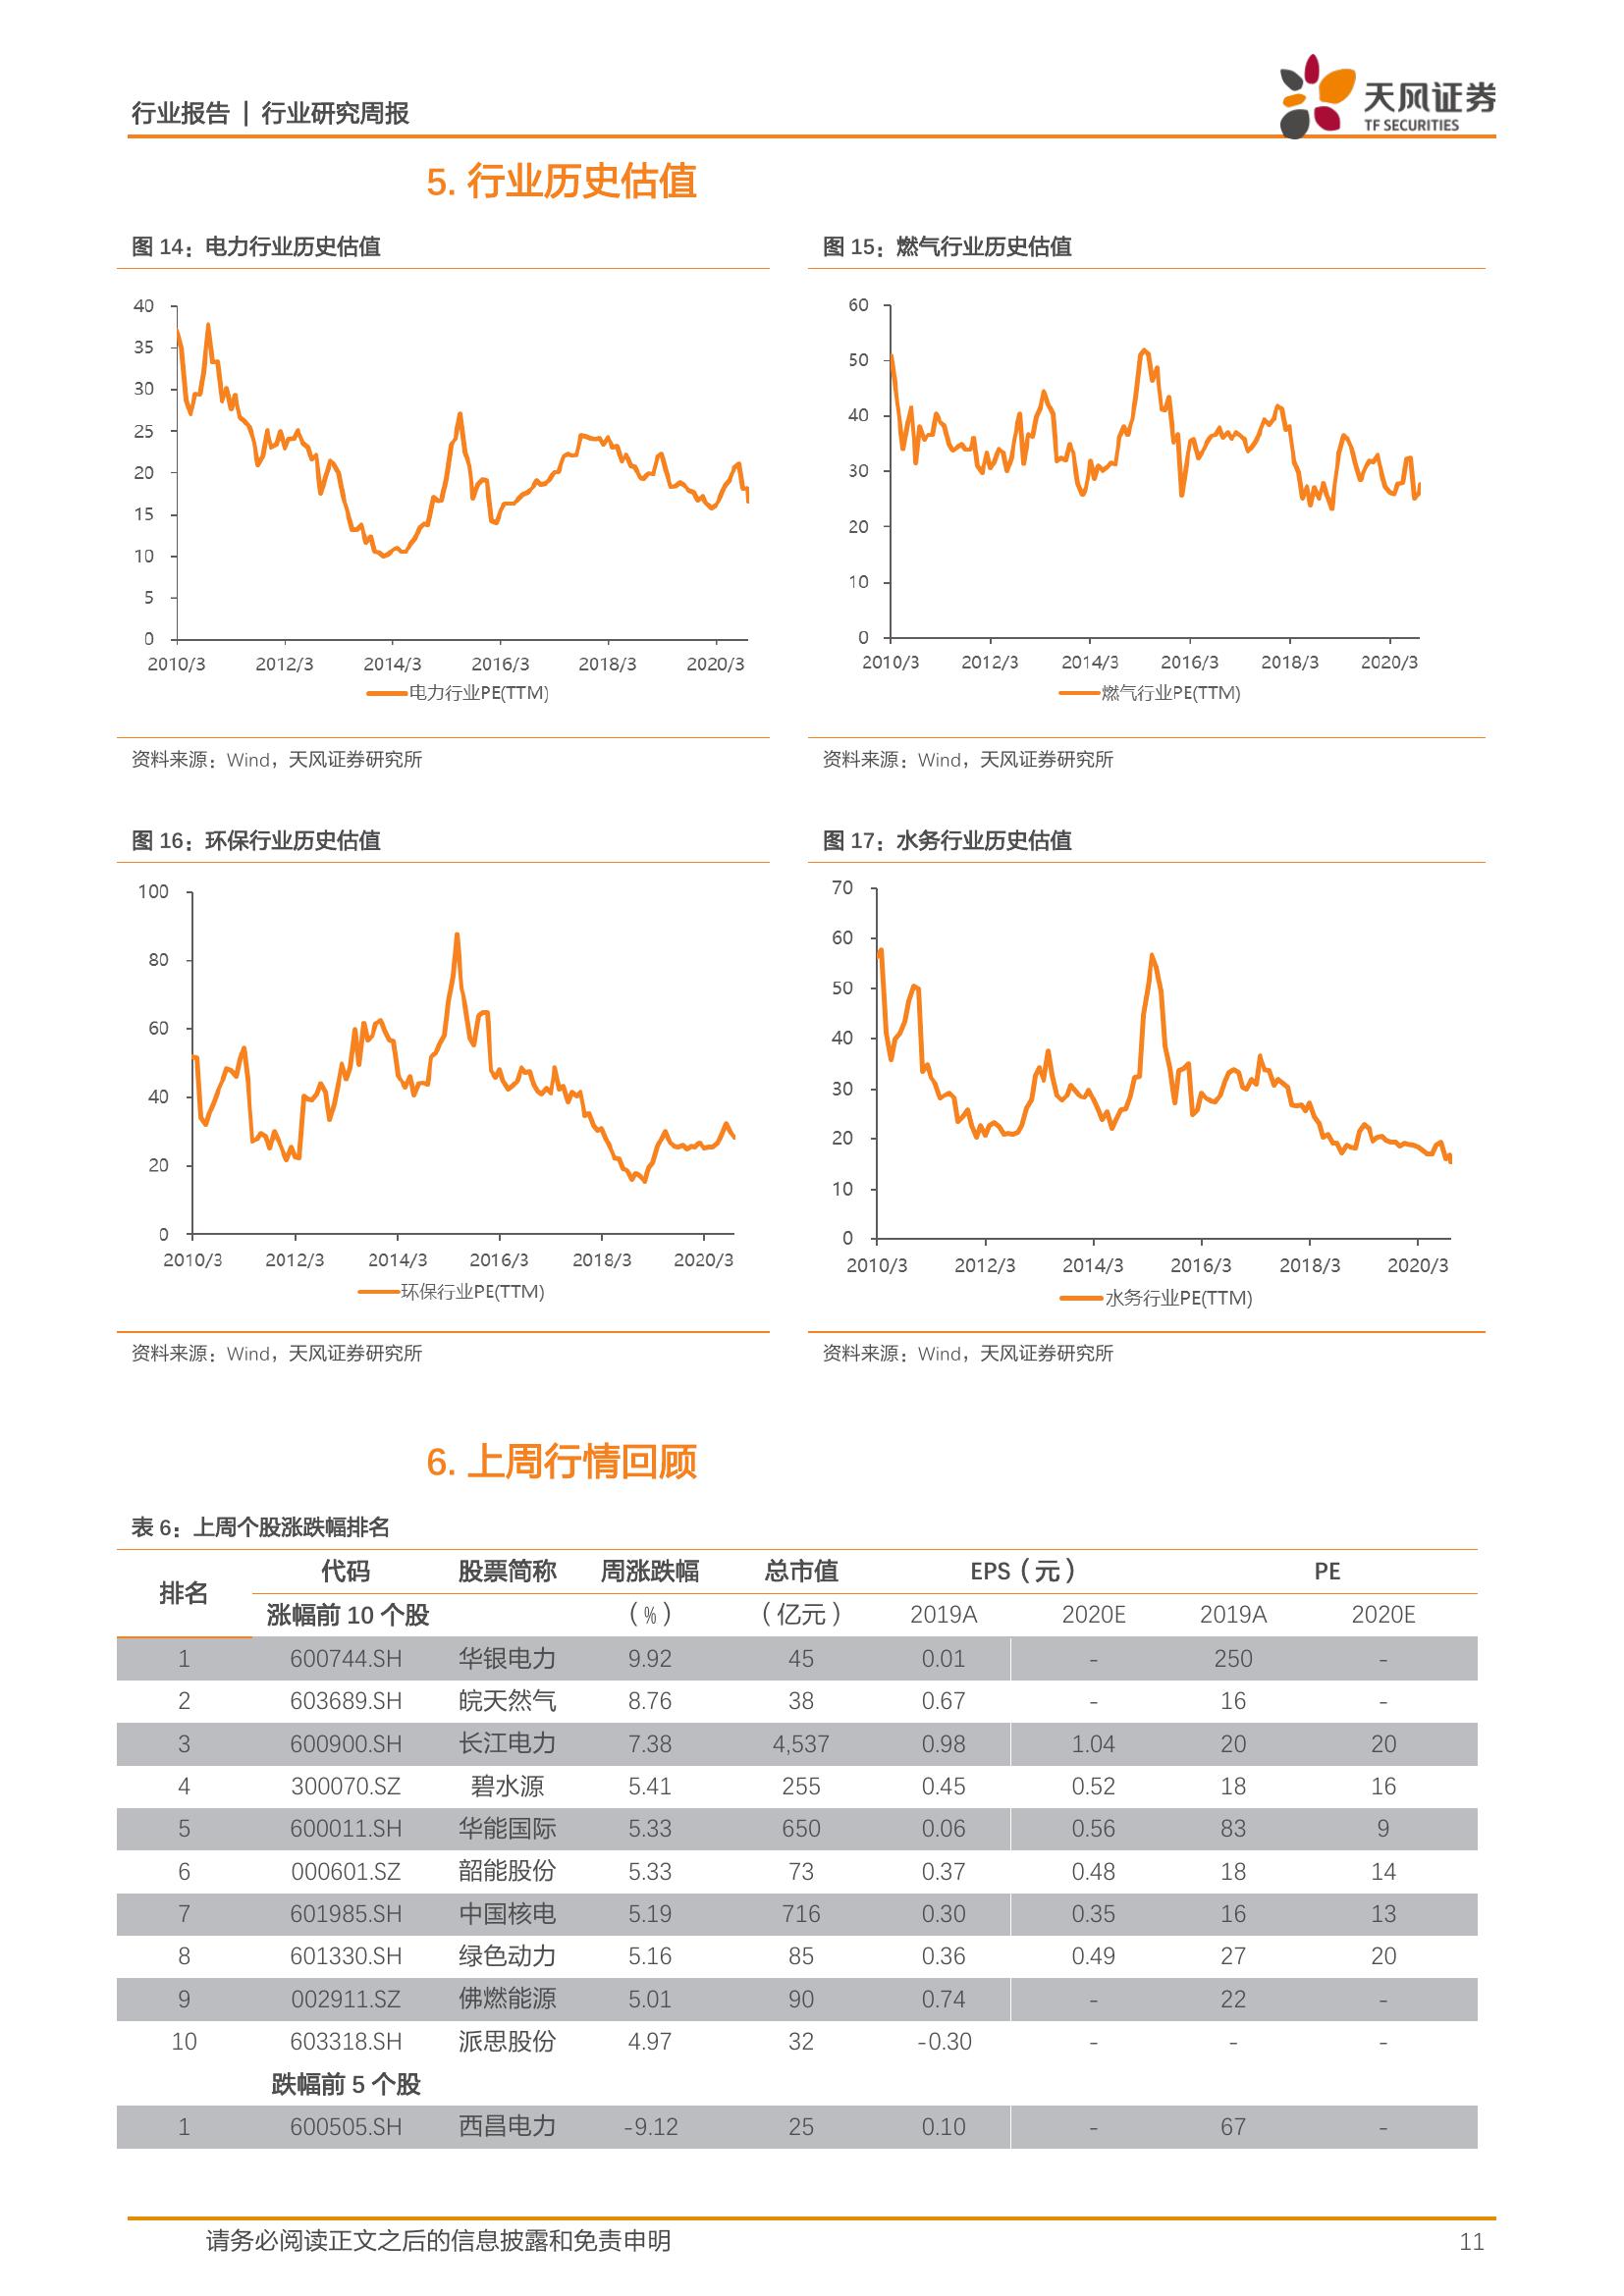 行业报告 | 行业研究周报
天风证券
TF SECURITIES
5. 行业历史估值
图 14：电力行业历史估值
40
35
30
25
20
15
10
5
0
2010/3 2012/3 2014/3 2016/3 2018/3 2020/3
电力行业PE(TTM)
资料来源：Wind，天风证券研究所
图 15：燃气行业历史估值
60
50
40
30
20
10
0
2010/3 2012/3 2014/3 2016/3 2018/3 2020/3
燃气行业PE(TTM)
资料来源：Wind，天风证券研究所
图 16：环保行业历史估值
100
80
60
40
20
0
2010/3 2012/3 2014/3 2016/3 2018/3 2020/3
环保行业PE(TTM)
资料来源：Wind，天风证券研究所
图 17：水务行业历史估值
70
60
50
40
30
20
10
0
2010/3 2012/3 2014/3 2016/3 2018/3 2020/3
水务行业PE(TTM)
资料来源：Wind，天风证券研究所
6. 上周行情回顾
表 6：上周个股涨跌幅排名
排名 代码 股票简称 周涨跌幅 总市值 EPS（元） PE
涨幅前 10 个股 （%） （亿元） 2019A 2020E 2019A 2020E
1 600744.SH 华银电力 9.92 45 0.01 - 250 -
2 603689.SH 皖天然气 8.76 38 0.67 - 16 -
3 600900.SH 长江电力 7.38 4,537 0.98 1.04 20 20
4 300070.SZ 碧水源 5.41 255 0.45 0.52 18 16
5 600011.SH 华能国际 5.33 650 0.06 0.56 83 9
6 000601.SZ 韶能股份 5.33 73 0.37 0.48 18 14
7 601985.SH 中国核电 5.19 716 0.30 0.35 16 13
8 601330.SH 绿色动力 5.16 85 0.36 0.49 27 20
9 002911.SZ 佛燃能源 5.01 90 0.74 - 22 -
10 603318.SH 派思股份 4.97 32 -0.30 - - -
跌幅前 5 个股
1 600505.SH 西昌电力 -9.12 25 0.10 - 67 -
请务必阅读正文之后的信息披露和免责申明 11